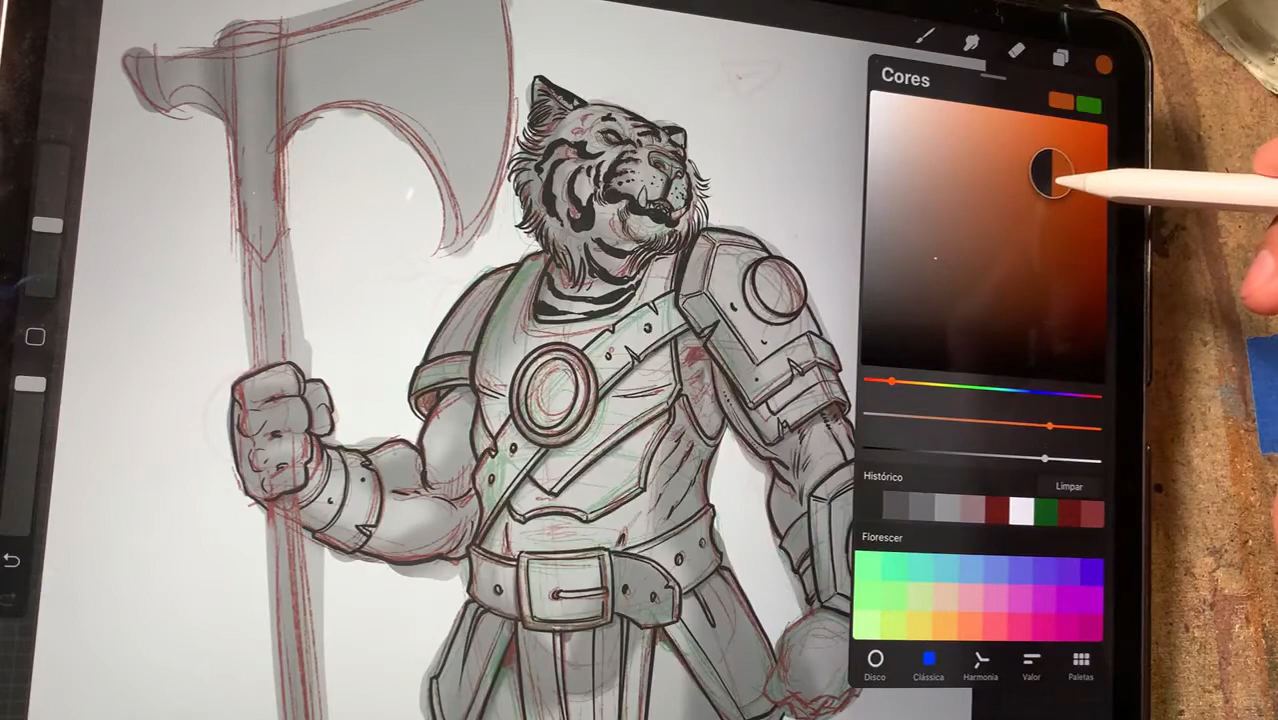 Cores
Histórico
Limpar
Florescer
Disco
Clássica
Harmonia
Valor
Paletas